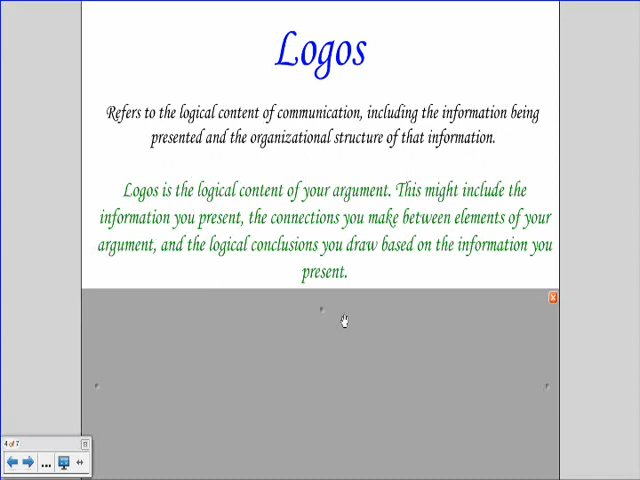 Logos
Refers to the logical content of communication, including the information being
presented and the organizational structure of that information.
Logos is the logical content of your argument. This might include the
information you present, the connections you make between elements of your
argument, and the logical conclusions you draw based on the information you
present.
4 of 7
...